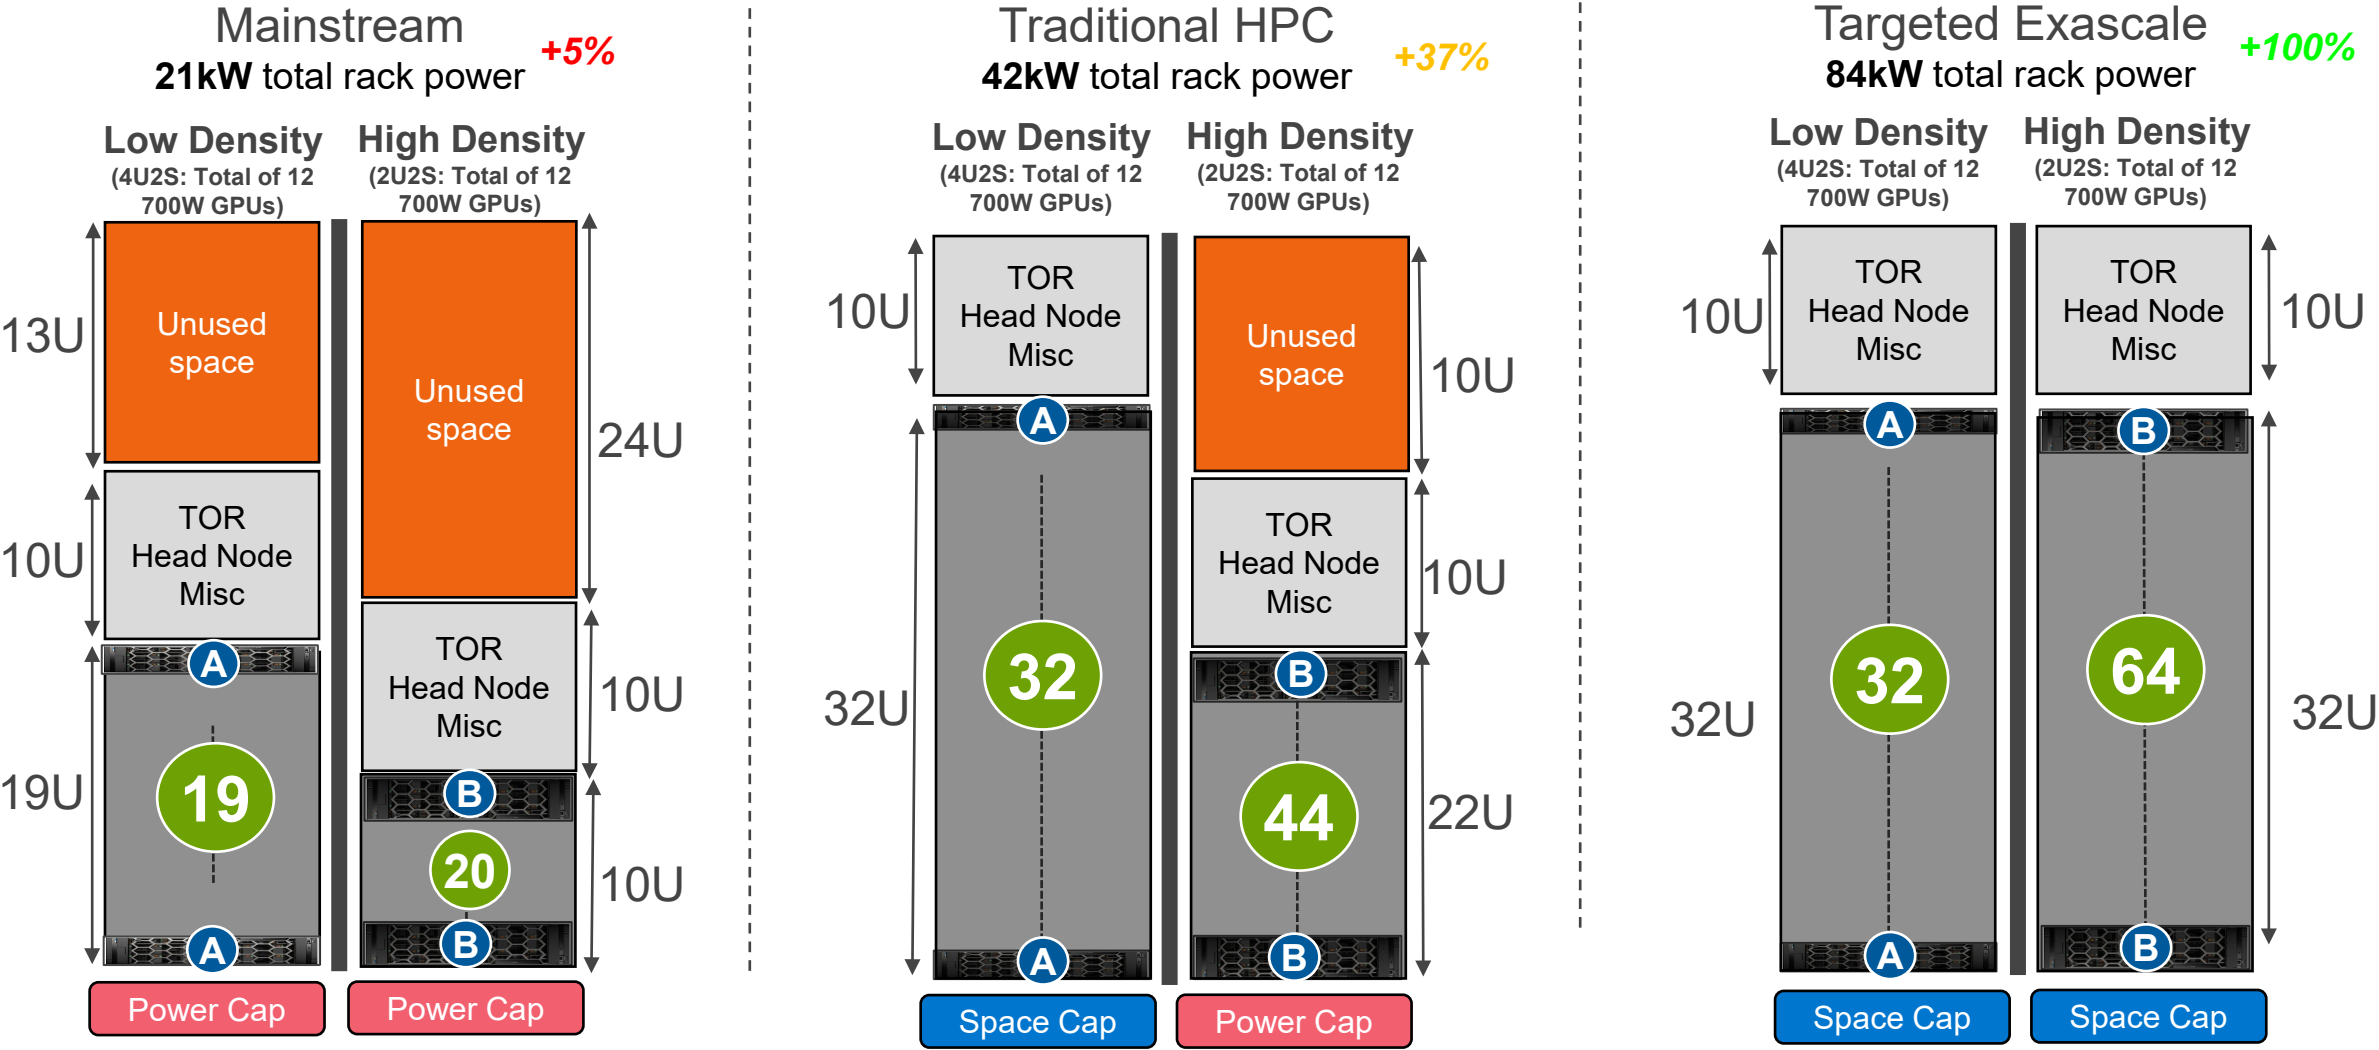 Mainstream
+5%
21kW total rack power
Low Density
(4U2S: Total of 12
700W GPUs)
High Density
(2U2S: Total of 12
700W GPUs)
13U
Unused
space
Unused
space
24U
10U
TOR
Head Node
Misc
TOR
Head Node
Misc
10U
A
19U
19
A
B
20
B
10U
Power Cap
Power Cap
Traditional HPC
+37%
42kW total rack power
Low Density
(4U2S: Total of 12
700W GPUs)
High Density
(2U2S: Total of 12
700W GPUs)
10U
TOR
Head Node
Misc
Unused
space
10U
TOR
Head Node
Misc
10U
A
32U
32
A
B
44
B
22U
Space Cap
Power Cap
Targeted Exascale
+100%
84kW total rack power
Low Density
(4U2S: Total of 12
700W GPUs)
High Density
(2U2S: Total of 12
700W GPUs)
10U
TOR
Head Node
Misc
TOR
Head Node
Misc
10U
A
32U
32
A
B
64
B
32U
Space Cap
Space Cap